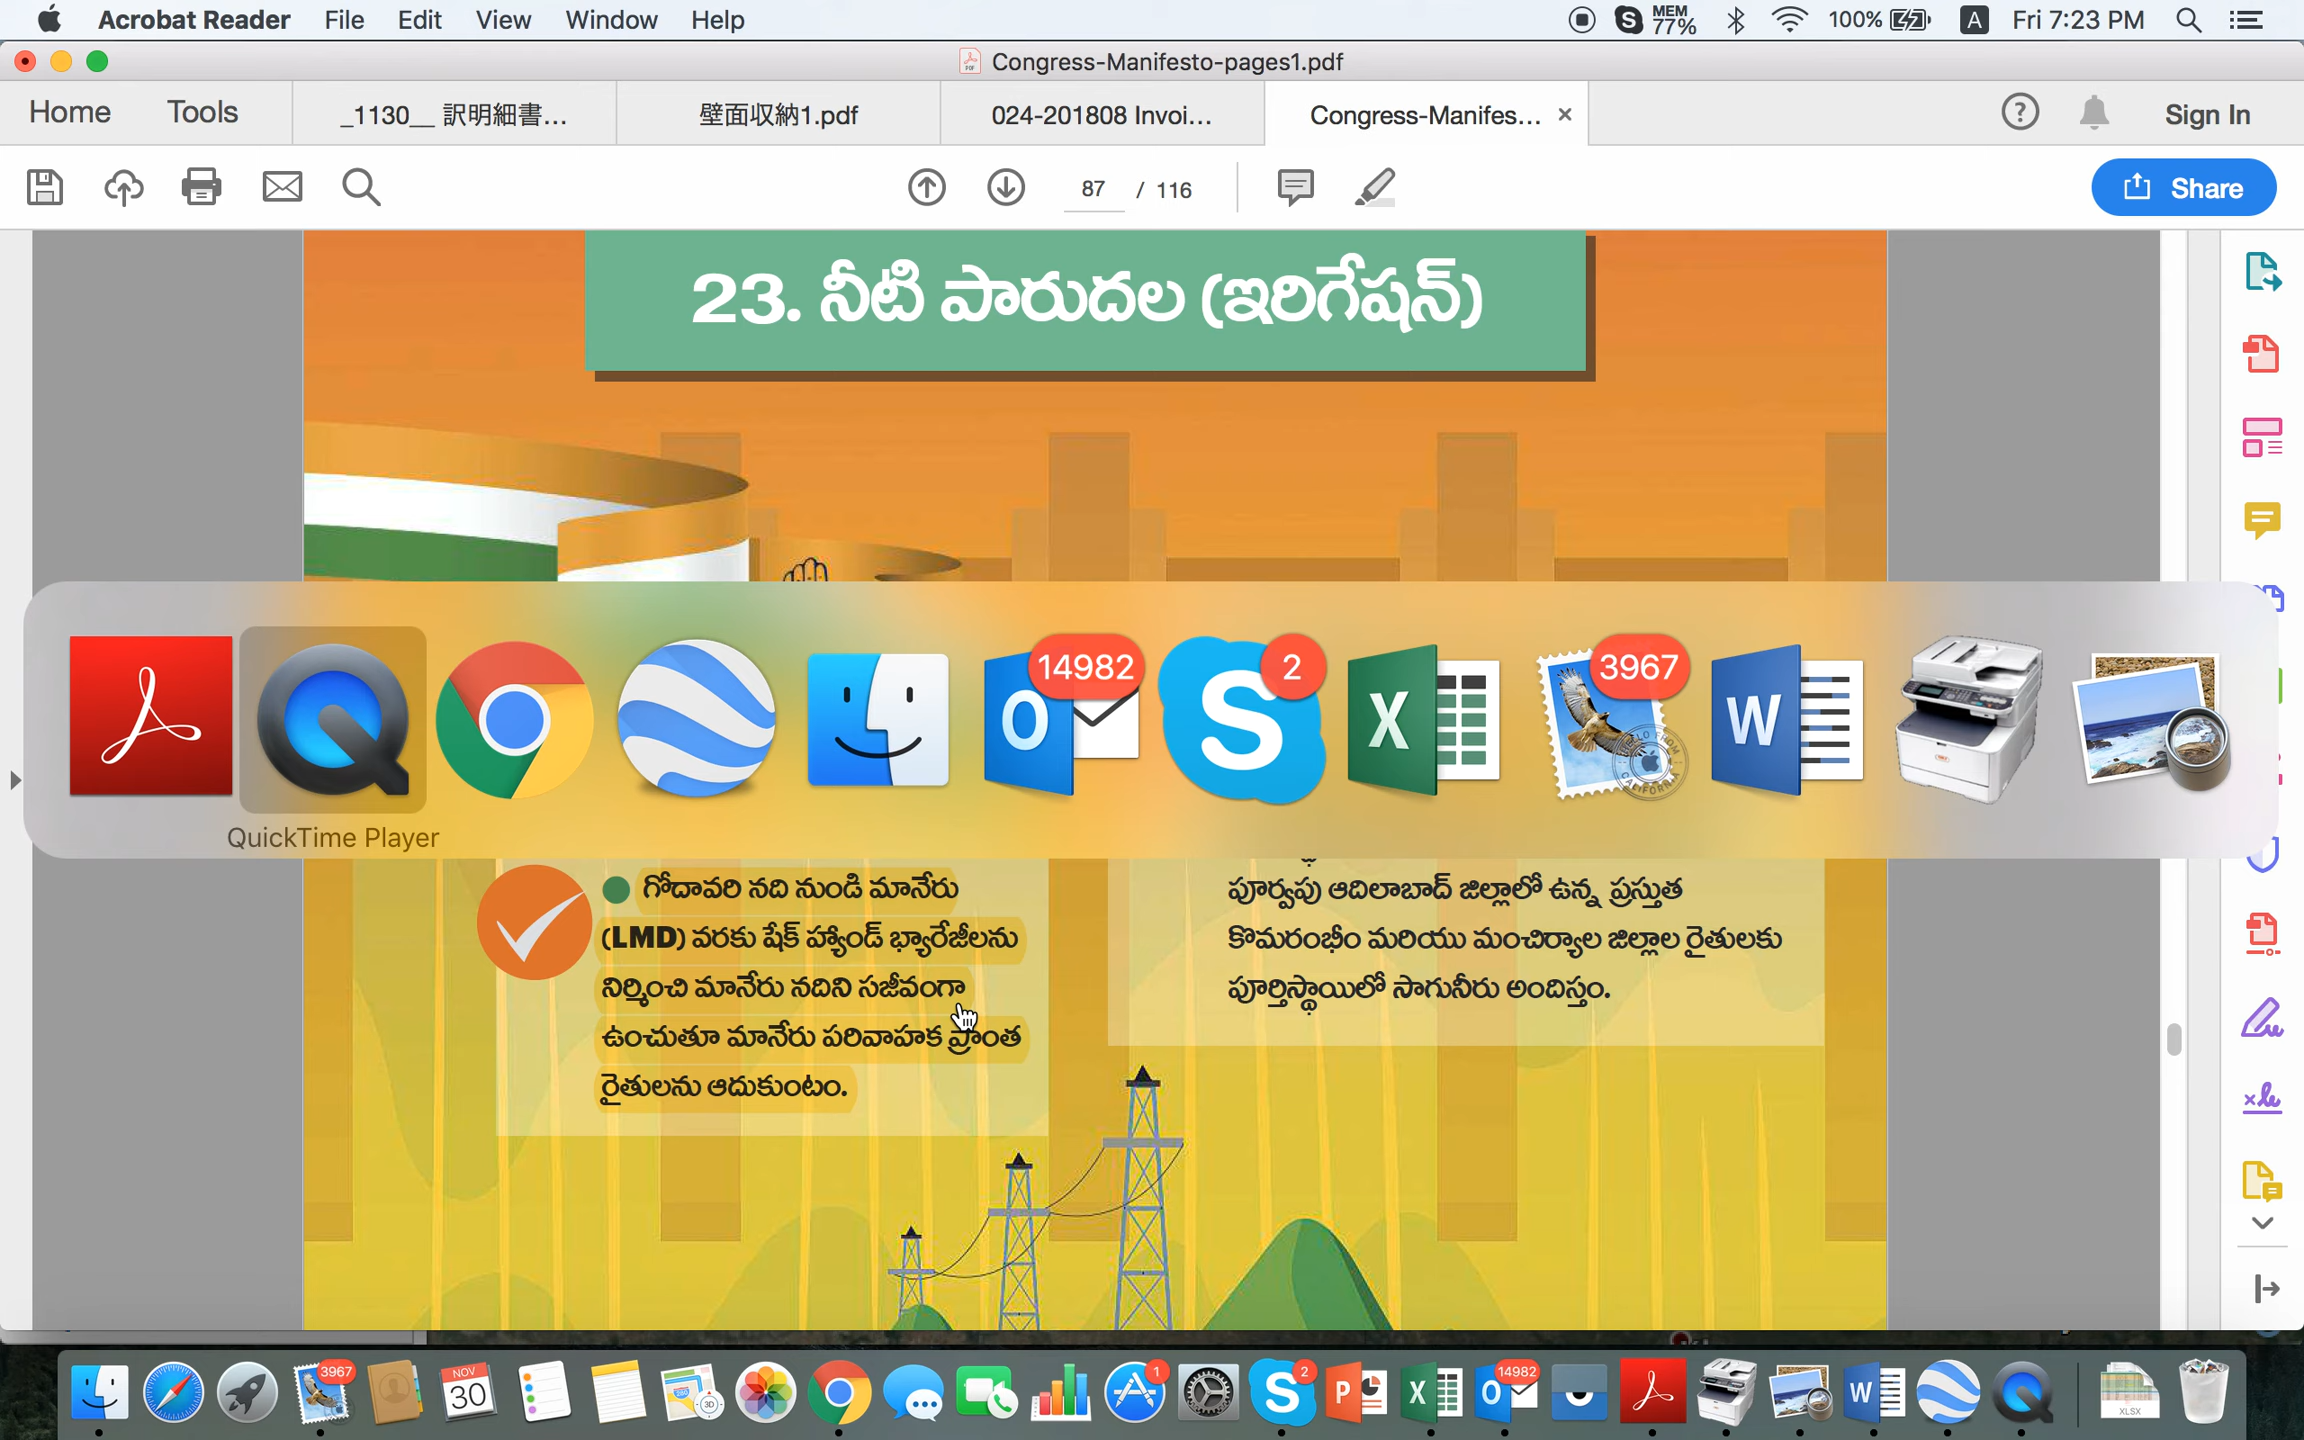 Acrobat Reader File Edit View Window Help MEM 77% 100% A Fri 7:23 PM
Congress-Manifesto-pages1.pdf
Home Tools _1130__ 訳明細書... 壁面収納1.pdf 024-201808 Invoi... Congress-Manifes... × ? Sign In
87 / 116 Share
23. నీటి పారుదల (ఇరిగేషన్)
14982 2 3967
QuickTime Player
గోదావరి నది నుండి మానేరు
(LMD) వరకు షేక్ హ్యాండ్ భ్యారేజీలను
నిర్మించి మానేరు నదిని సజీవంగా
ఉంచుతూ మానేరు పరివాహక ప్రాంత
రైతులను ఆదుకుంటం.
పూర్వపు ఆదిలాబాద్ జిల్లాలో ఉన్న ప్రస్తుత
కొమరంభీం మరియు మంచిర్యాల జిల్లాల రైతులకు
పూర్తిస్థాయిలో సాగునీరు అందిస్తం.
3967 NOV 30 3D 1 2 14982 XLSX